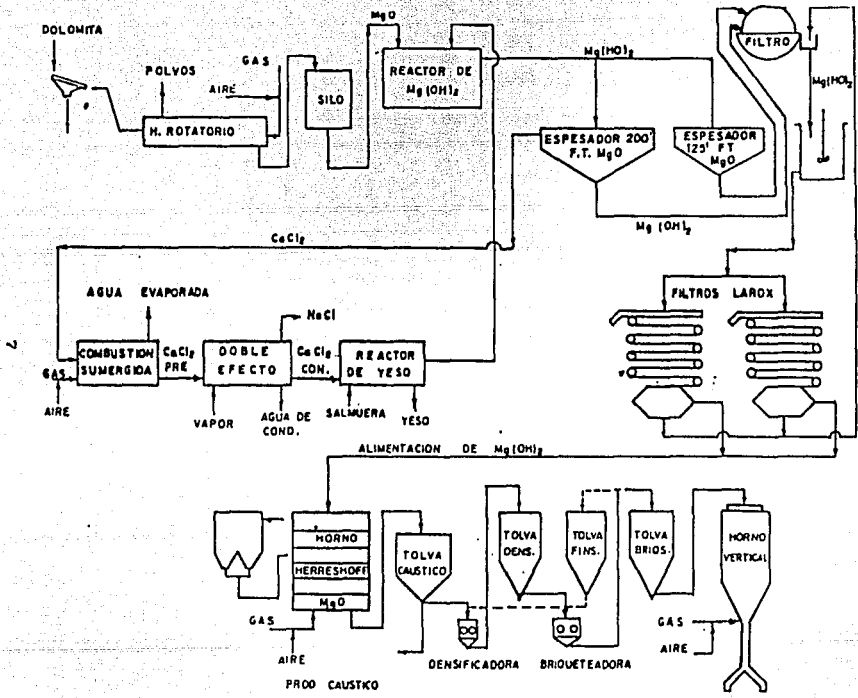 DOLOMITA
POLVOS
GAS
AIRE
H. ROTATORIO
SILO
MgO
REACTOR DE
Mg(OH)2
Mg(HO)2
FILTRO
Mg(HO)2
ESPESADOR 200'
F.T. MgO
ESPESADOR
125' FT
MgO
Mg (OH)2
CaCl2
AGUA EVAPORADA
NaCl
COMBUSTION
SUMERGIDA
CaCl2
PRE
DOBLE
EFECTO
CaCl2
CON.
REACTOR
DE YESO
GAS
AIRE
VAPOR
AGUA DE
COND.
SALMUERA
YESO
FILTROS LAROX
7
ALIMENTACION DE Mg(OH)2
HORNO
HERRESHOFF
MgO
GAS
AIRE
TOLVA
CAUSTICO
PROD CAUSTICO
DENSIFICADORA
TOLVA
DENS.
BRIQUETEADORA
TOLVA
FINS.
TOLVA
BRIQS.
HORNO
VERTICAL
GAS
AIRE